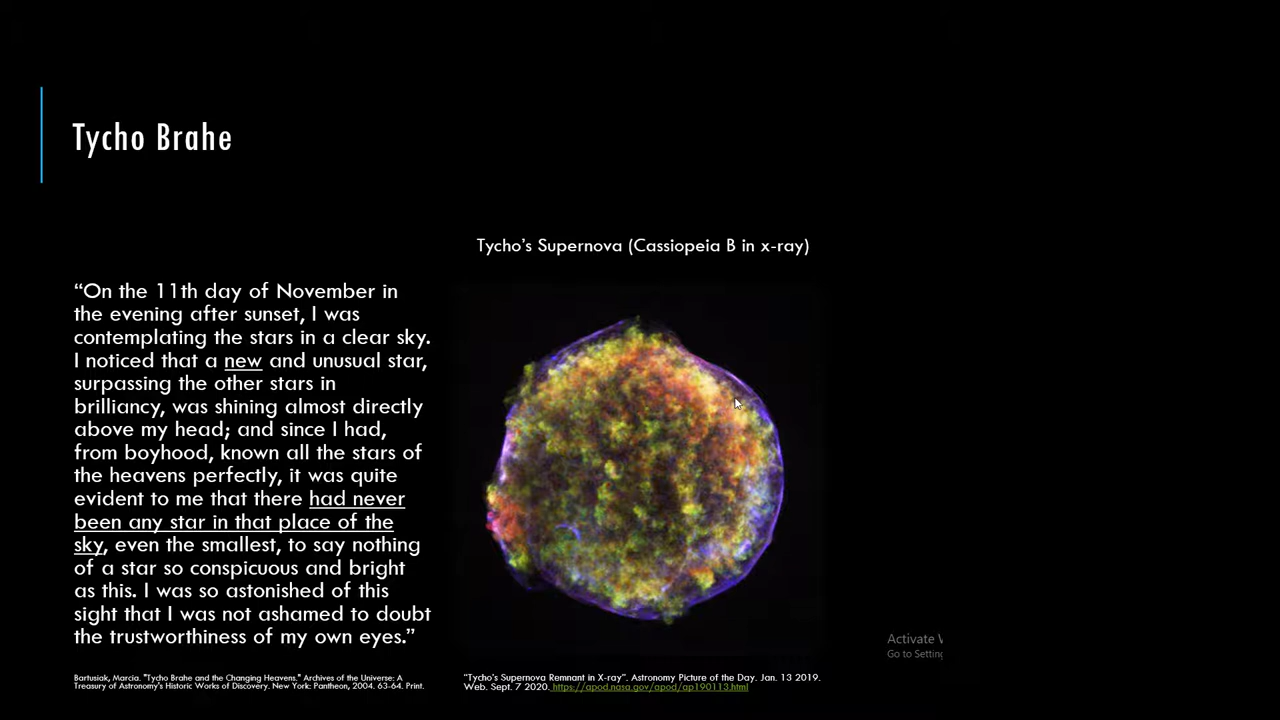 Tycho Brahe
Tycho’s Supernova (Cassiopeia B in x-ray)
“On the 11th day of November in
the evening after sunset, I was
contemplating the stars in a clear sky.
I noticed that a new and unusual star,
surpassing the other stars in
brilliancy, was shining almost directly
above my head; and since I had,
from boyhood, known all the stars of
the heavens perfectly, it was quite
evident to me that there had never
been any star in that place of the
sky, even the smallest, to say nothing
of a star so conspicuous and bright
as this. I was so astonished of this
sight that I was not ashamed to doubt
the trustworthiness of my own eyes.”
Bartusiak, Marcia. "Tycho Brahe and the Changing Heavens." Archives of the Universe: A
Treasury of Astronomy's Historic Works of Discovery. New York: Pantheon, 2004. 63-64. Print.
"Tycho's Supernova Remnant in X-ray". Astronomy Picture of the Day. Jan. 13 2019.
Web. Sept. 7 2020. https://apod.nasa.gov/apod/ap190113.html
Activate
Go to Setting